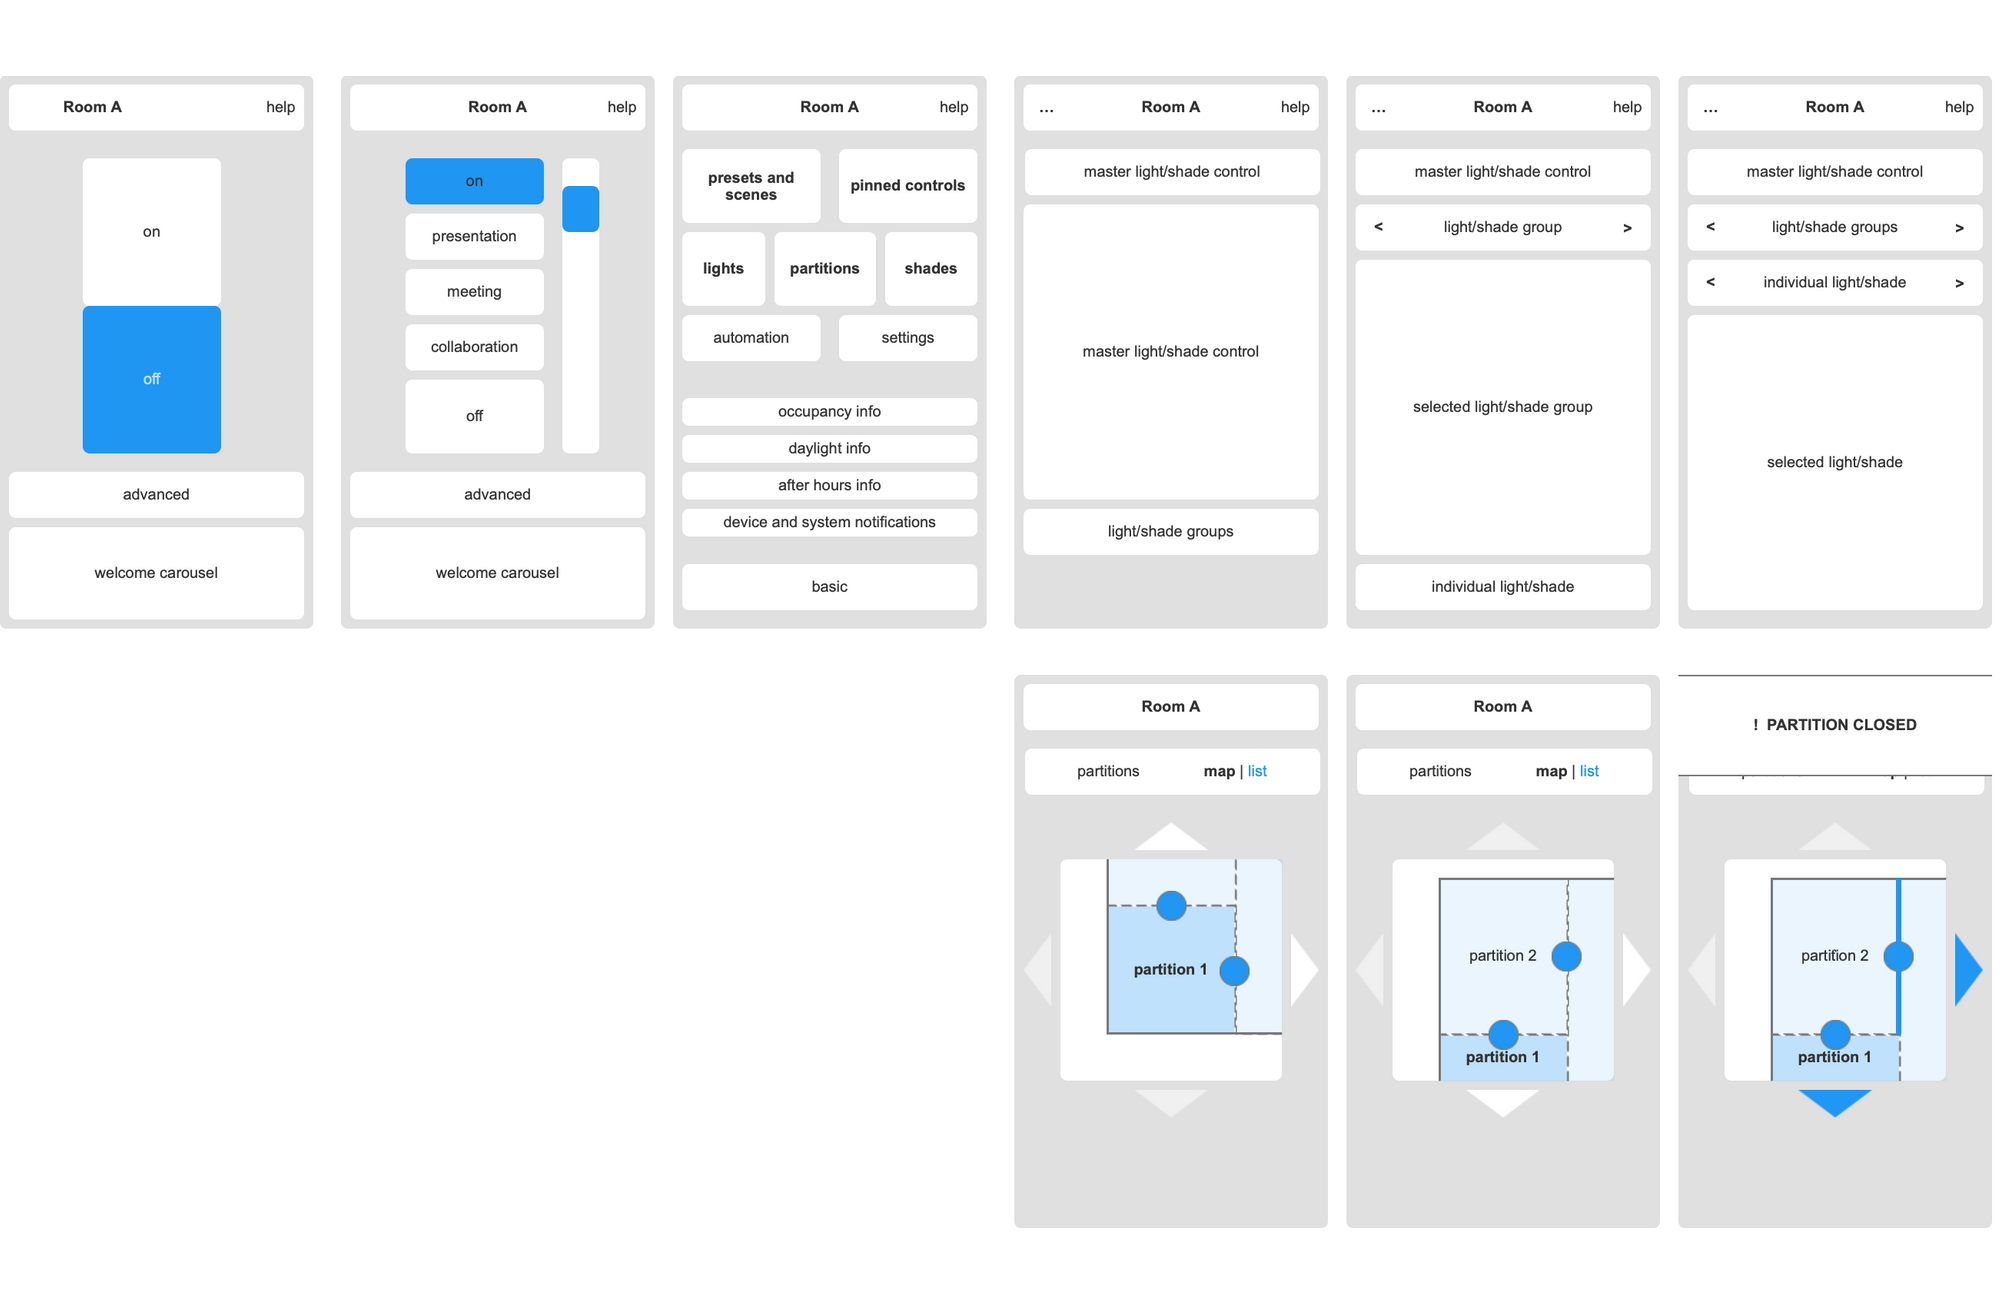 Room A help
on
off
advanced
welcome carousel
Room A help
on
presentation
meeting
collaboration
off
advanced
welcome carousel
Room A help
presets and
scenes
pinned controls
lights partitions shades
automation settings
occupancy info
daylight info
after hours info
device and system notifications
basic
... Room A help
master light/shade control
master light/shade control
light/shade groups
... Room A help
master light/shade control
< light/shade group >
selected light/shade group
individual light/shade
... Room A help
master light/shade control
< light/shade groups >
< individual light/shade >
selected light/shade
Room A
partitions map | list
partition 1
Room A
partitions map | list
partition 2
partition 1
! PARTITION CLOSED
partition 2
partition 1